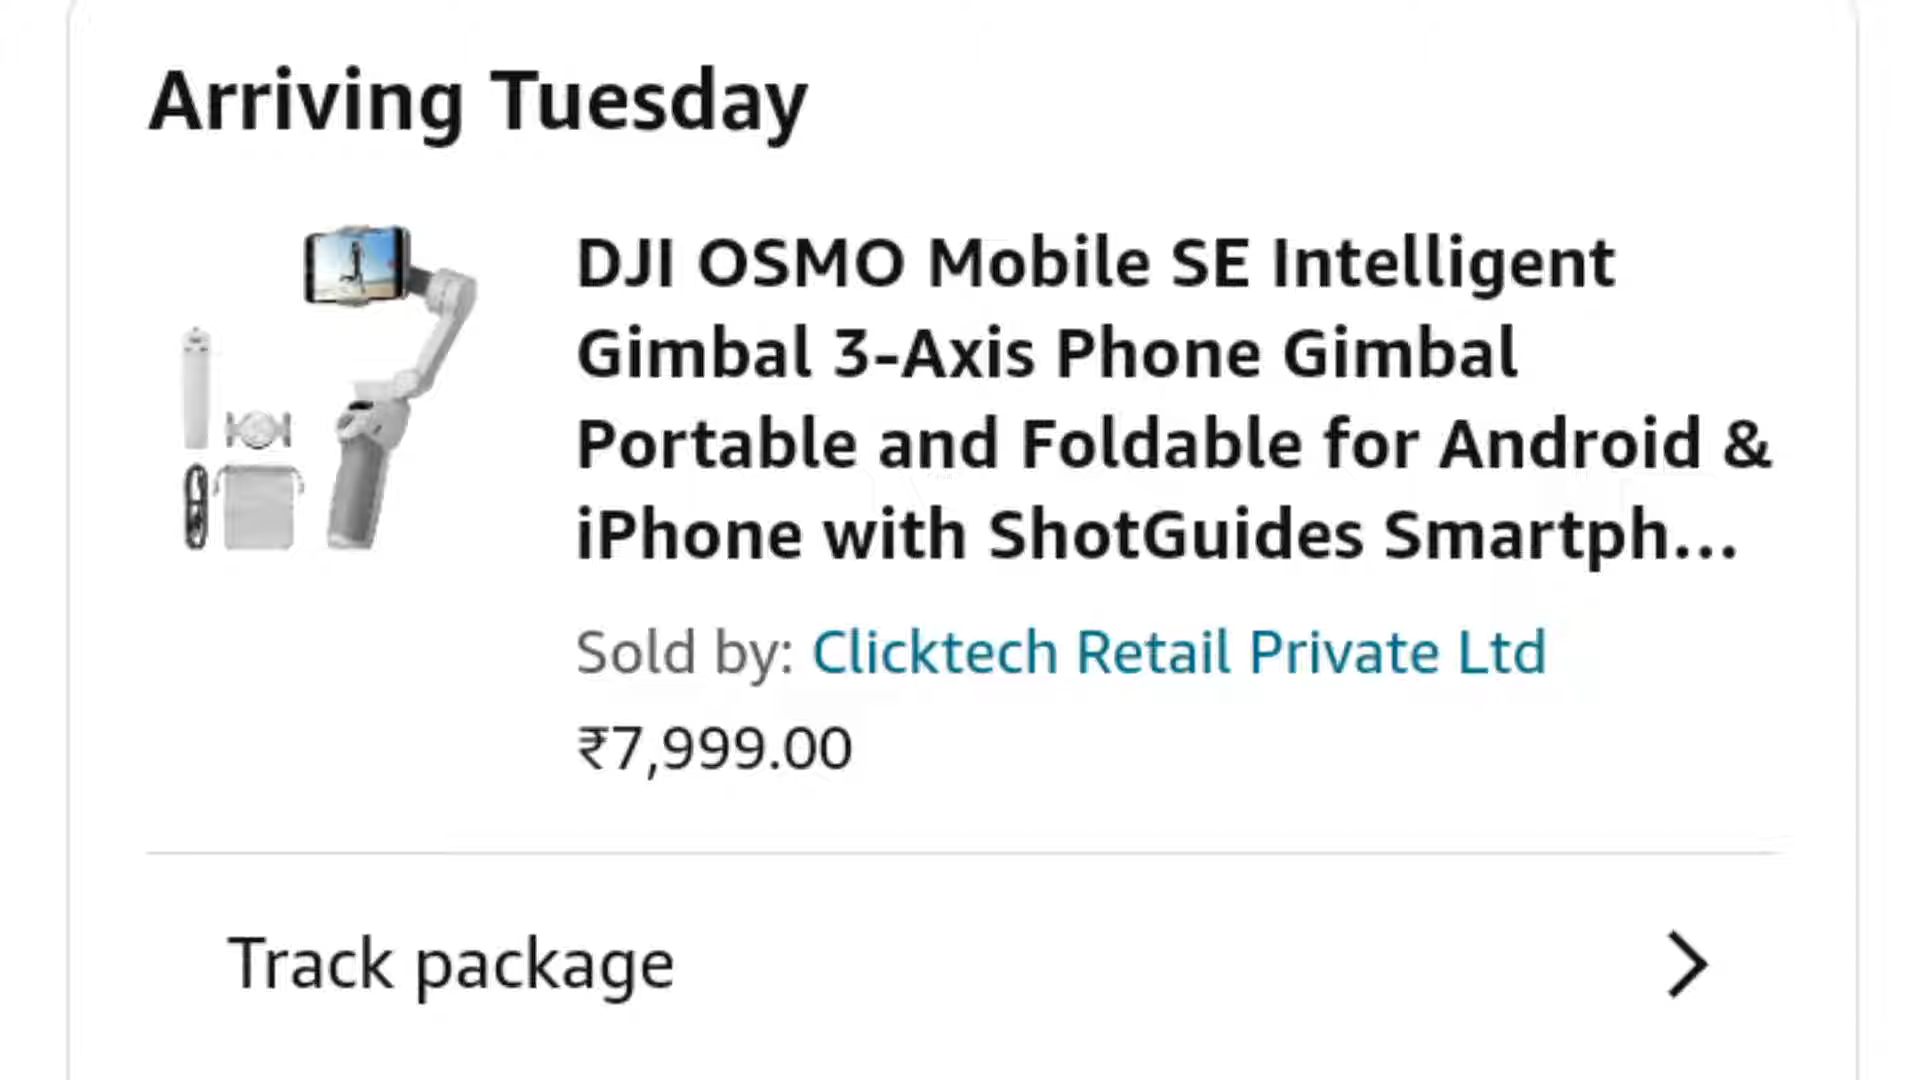 Arriving Tuesday
DJI OSMO Mobile SE Intelligent
Gimbal 3-Axis Phone Gimbal
Portable and Foldable for Android &
iPhone with ShotGuides Smartph...
Sold by: Clicktech Retail Private Ltd
₹7,999.00
Track package